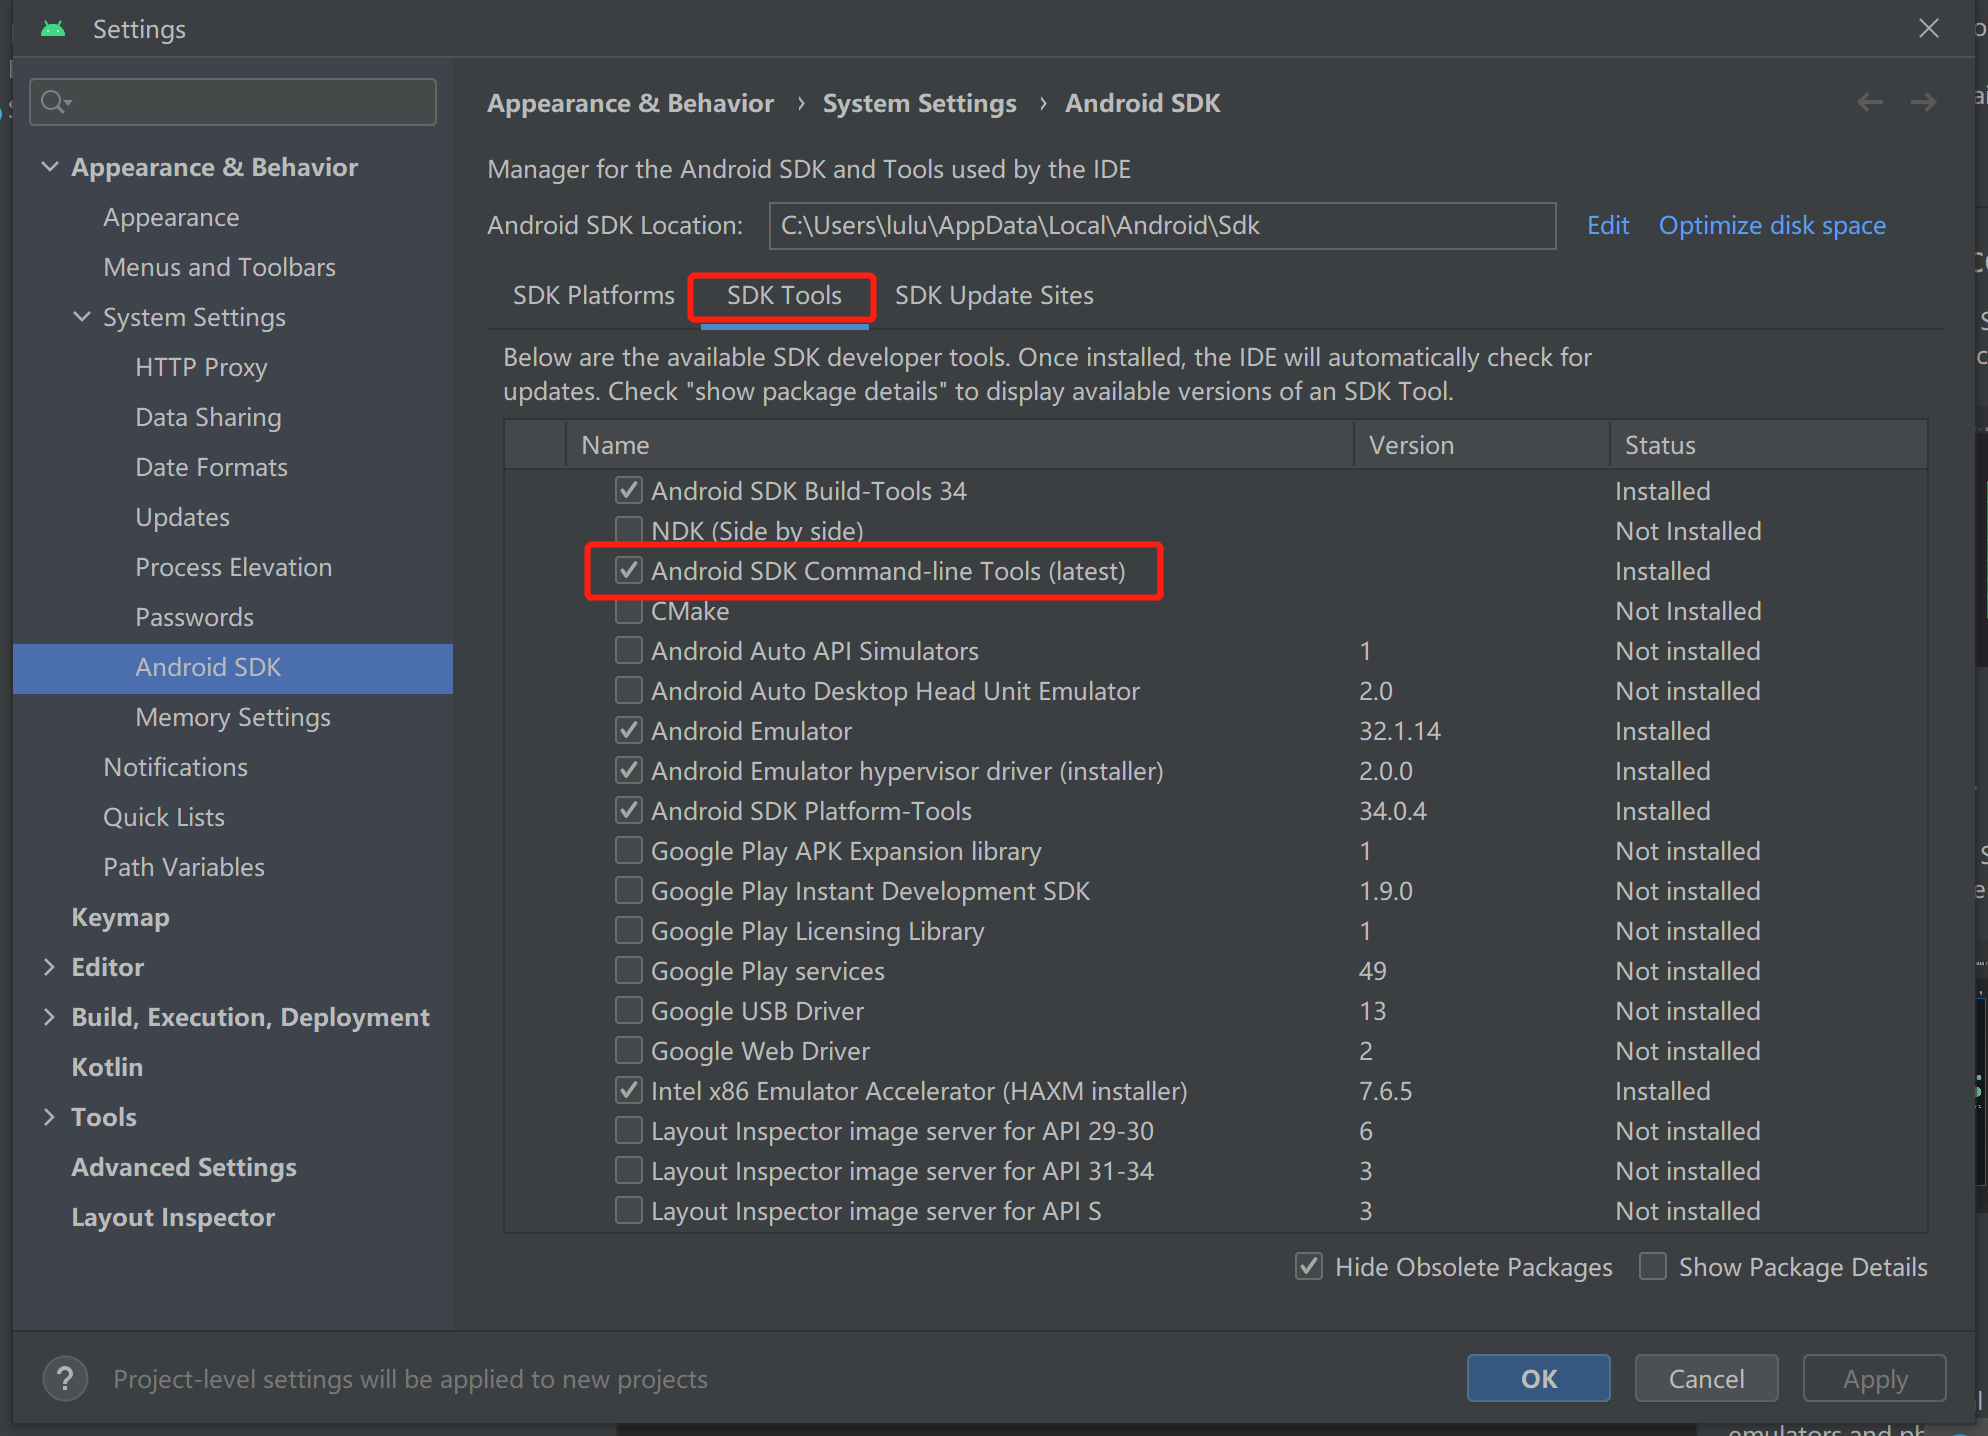 Settings
Appearance & Behavior
Appearance
Menus and Toolbars
System Settings
HTTP Proxy
Data Sharing
Date Formats
Updates
Process Elevation
Passwords
Android SDK
Memory Settings
Notifications
Quick Lists
Path Variables
Keymap
Editor
Build, Execution, Deployment
Kotlin
Tools
Advanced Settings
Layout Inspector
Appearance & Behavior › System Settings › Android SDK
Manager for the Android SDK and Tools used by the IDE
Android SDK Location: C:\Users\lulu\AppData\Local\Android\Sdk Edit Optimize disk space
SDK Platforms SDK Tools SDK Update Sites
Below are the available SDK developer tools. Once installed, the IDE will automatically check for
updates. Check "show package details" to display available versions of an SDK Tool.
Name Version Status
Android SDK Build-Tools 34 Installed
NDK (Side by side) Not Installed
Android SDK Command-line Tools (latest) Installed
CMake Not Installed
Android Auto API Simulators 1 Not installed
Android Auto Desktop Head Unit Emulator 2.0 Not installed
Android Emulator 32.1.14 Installed
Android Emulator hypervisor driver (installer) 2.0.0 Installed
Android SDK Platform-Tools 34.0.4 Installed
Google Play APK Expansion library 1 Not installed
Google Play Instant Development SDK 1.9.0 Not installed
Google Play Licensing Library 1 Not installed
Google Play services 49 Not installed
Google USB Driver 13 Not installed
Google Web Driver 2 Not installed
Intel x86 Emulator Accelerator (HAXM installer) 7.6.5 Installed
Layout Inspector image server for API 29-30 6 Not installed
Layout Inspector image server for API 31-34 3 Not installed
Layout Inspector image server for API S 3 Not installed
Hide Obsolete Packages Show Package Details
? Project-level settings will be applied to new projects
OK Cancel Apply
emulators and